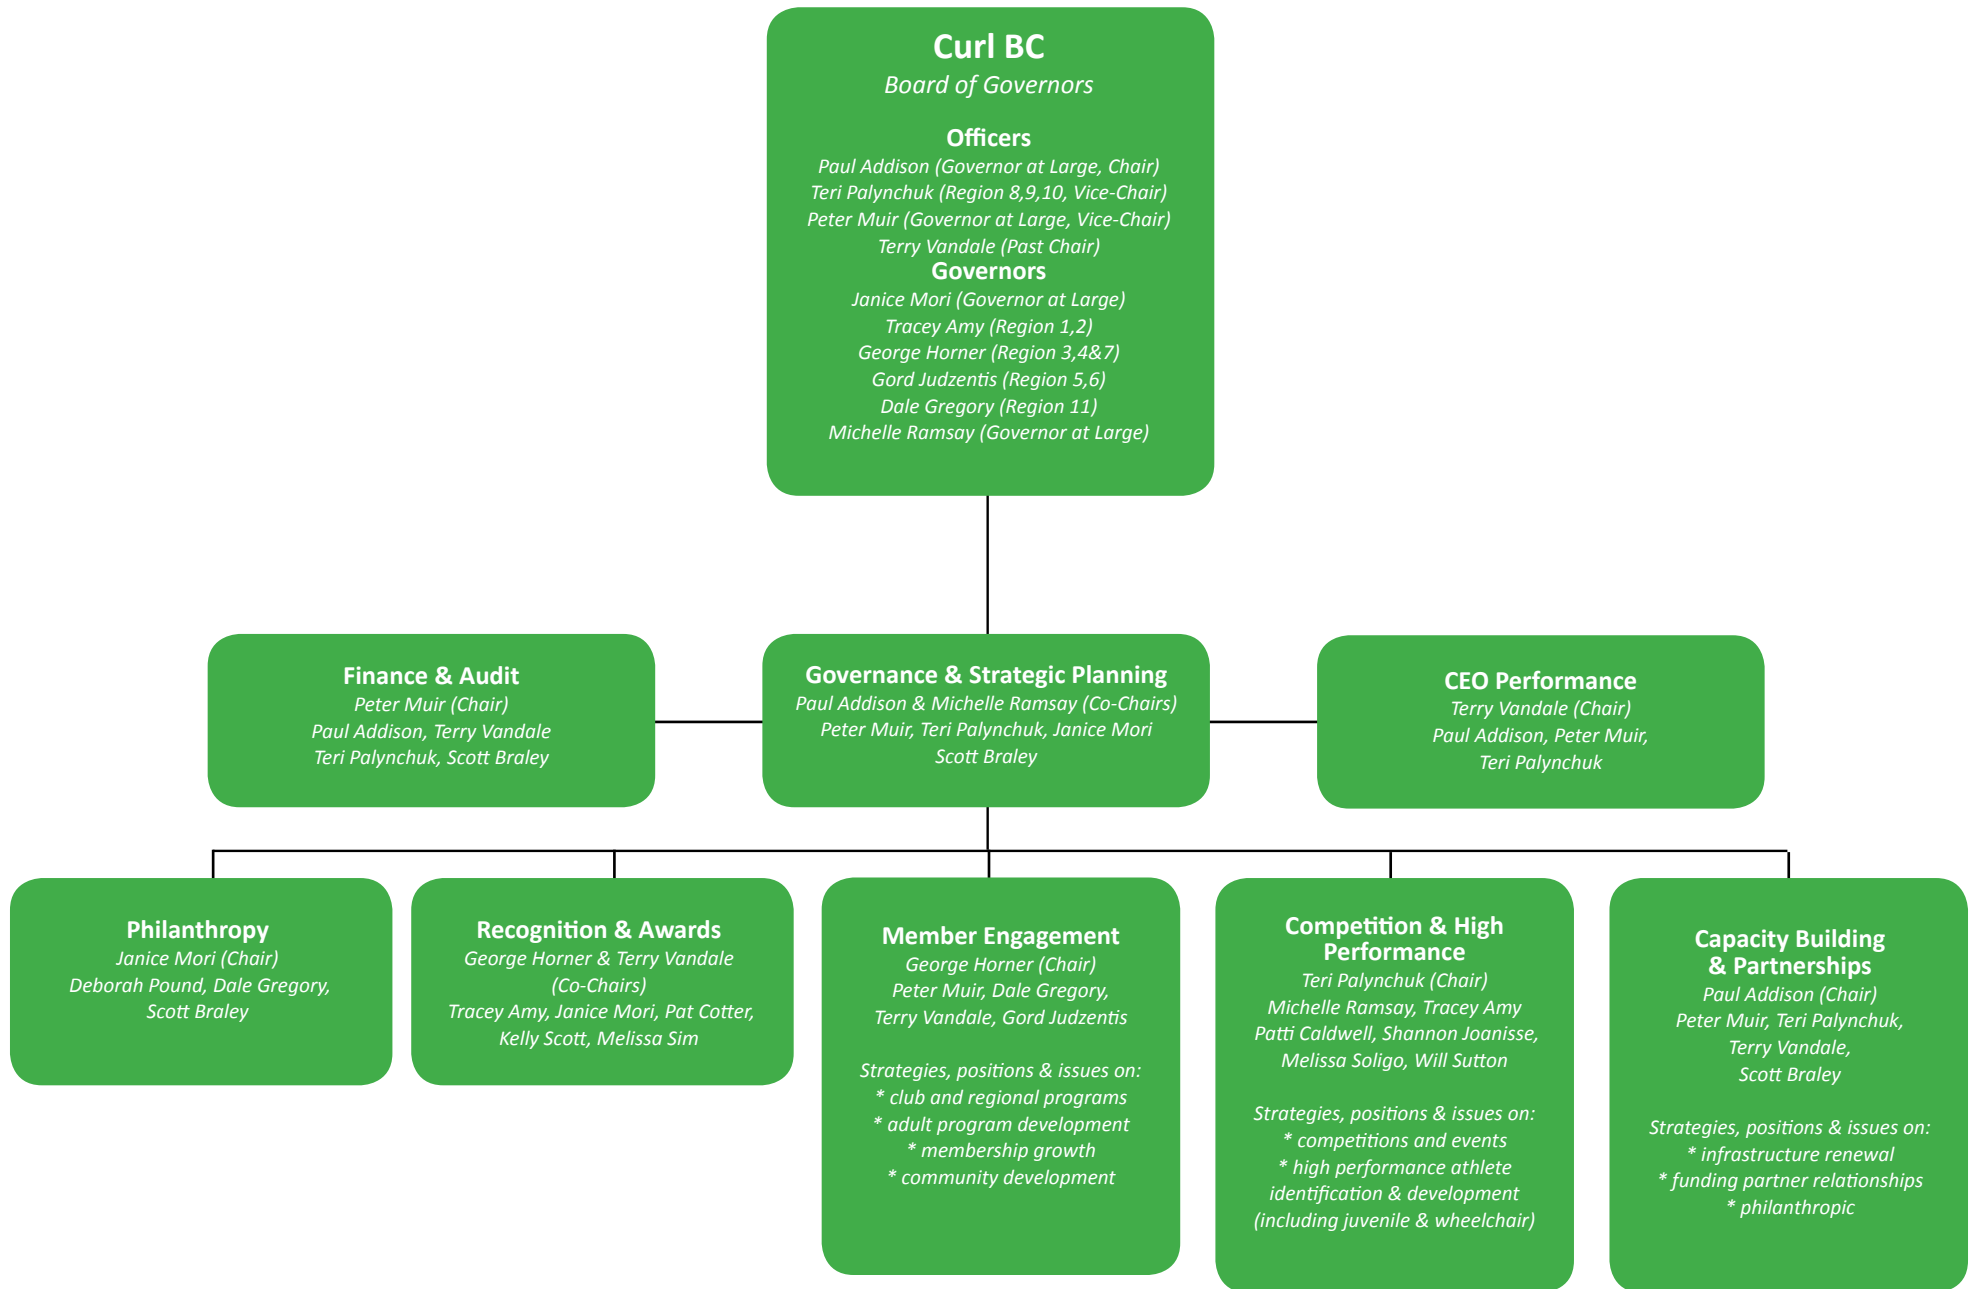 Curl BC
Board of Governors
Officers
Paul Addison (Governor at Large, Chair)
Teri Palynchuk (Region 8,9,10, Vice-Chair)
Peter Muir (Governor at Large, Vice-Chair)
Terry Vandale (Past Chair)
Governors
Janice Mori (Governor at Large)
Tracey Amy (Region 1,2)
George Horner (Region 3,4&7)
Gord Judzentis (Region 5,6)
Dale Gregory (Region 11)
Michelle Ramsay (Governor at Large)
Finance & Audit
Peter Muir (Chair)
Paul Addison, Terry Vandale
Teri Palynchuk, Scott Braley
Governance & Strategic Planning
Paul Addison & Michelle Ramsay (Co-Chairs)
Peter Muir, Teri Palynchuk, Janice Mori
Scott Braley
CEO Performance
Terry Vandale (Chair)
Paul Addison, Peter Muir,
Teri Palynchuk
Philanthropy
Janice Mori (Chair)
Deborah Pound, Dale Gregory,
Scott Braley
Recognition & Awards
George Horner & Terry Vandale
(Co-Chairs)
Tracey Amy, Janice Mori, Pat Cotter,
Kelly Scott, Melissa Sim
Member Engagement
George Horner (Chair)
Peter Muir, Dale Gregory,
Terry Vandale, Gord Judzentis
Strategies, positions & issues on:
* club and regional programs
* adult program development
* membership growth
* community development
Competition & High
Performance
Teri Palynchuk (Chair)
Michelle Ramsay, Tracey Amy
Patti Caldwell, Shannon Joanisse,
Melissa Soligo, Will Sutton
Strategies, positions & issues on:
* competitions and events
* high performance athlete
identification & development
(including juvenile & wheelchair)
Capacity Building
& Partnerships
Paul Addison (Chair)
Peter Muir, Teri Palynchuk,
Terry Vandale,
Scott Braley
Strategies, positions & issues on:
* infrastructure renewal
* funding partner relationships
* philanthropic